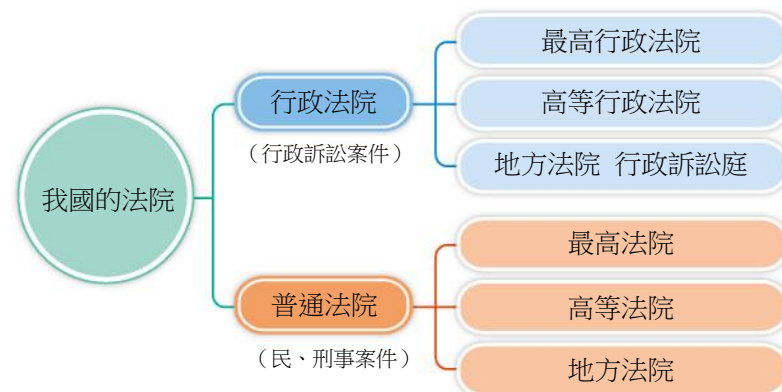 我國的法院
行政法院
（行政訴訟案件）
最高行政法院
高等行政法院
地方法院 行政訴訟庭
普通法院
（民、刑事案件）
最高法院
高等法院
地方法院